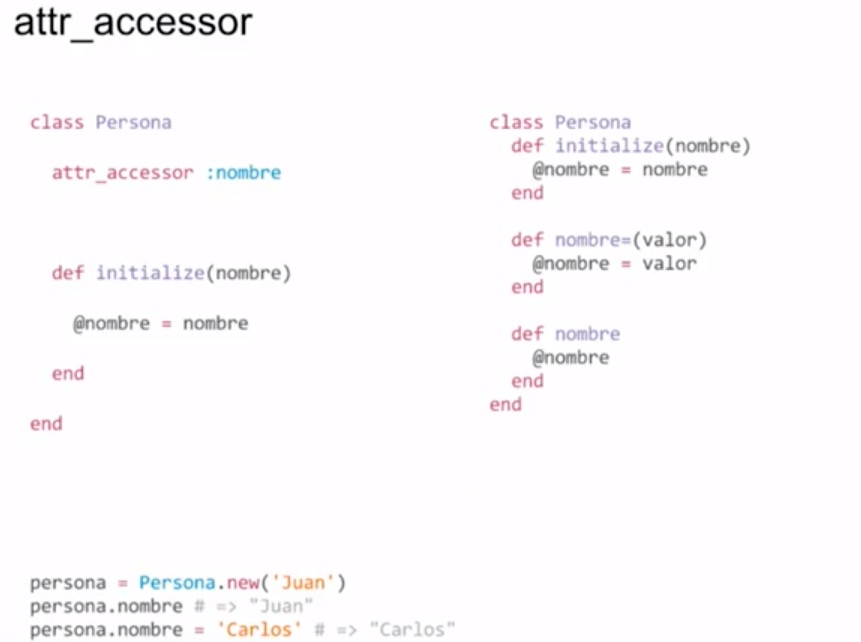 attr_accessor
class Persona
attr_accessor :nombre
def initialize(nombre)
@nombre = nombre
end
end
class Persona
def initialize(nombre)
@nombre = nombre
end
def nombre=(valor)
@nombre = valor
end
def nombre
@nombre
end
end
persona = Persona.new('Juan')
persona.nombre # => "Juan"
persona.nombre = 'Carlos' # => "Carlos"